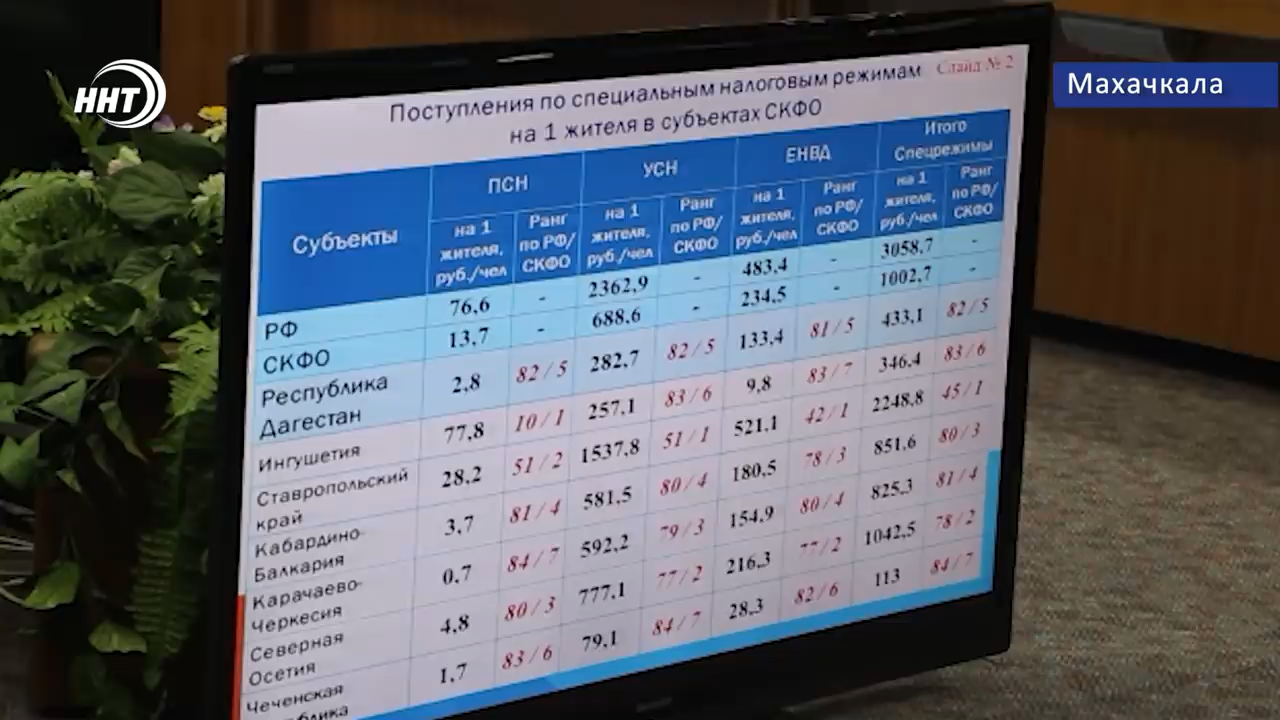 ННТ
Махачкала
Слайд № 2
Поступления по специальным налоговым режимам
на 1 жителя в субъектах СКФО
Субъекты
ПСН
УСН
ЕНВД
Итого
Спецрежимы
на 1
жителя,
руб./чел
Ранг
по РФ/
СКФО
на 1
жителя,
руб./чел
Ранг
по РФ/
СКФО
на 1
жителя,
руб./чел
Ранг
по РФ/
СКФО
на 1
жителя,
руб./чел
Ранг
по РФ/
СКФО
РФ 76,6 - 2362,9 - 483,4 - 3058,7 -
СКФО 13,7 - 688,6 - 234,5 - 1002,7 -
Республика
Дагестан 2,8 82/5 282,7 82/5 133,4 81/5 433,1 82/5
Ингушетия 77,8 10/1 257,1 83/6 9,8 83/7 346,4 83/6
Ставропольский
край 28,2 51/2 1537,8 51/1 521,1 42/1 2248,8 45/1
Кабардино-
Балкария 3,7 81/4 581,5 80/4 180,5 78/3 851,6 80/3
Карачаево-
Черкесия 0,7 84/7 592,2 79/3 154,9 80/4 825,3 81/4
Северная
Осетия 4,8 80/3 777,1 77/2 216,3 77/2 1042,5 78/2
Чеченская 1,7 83/6 79,1 84/7 28,3 82/6 113 84/7